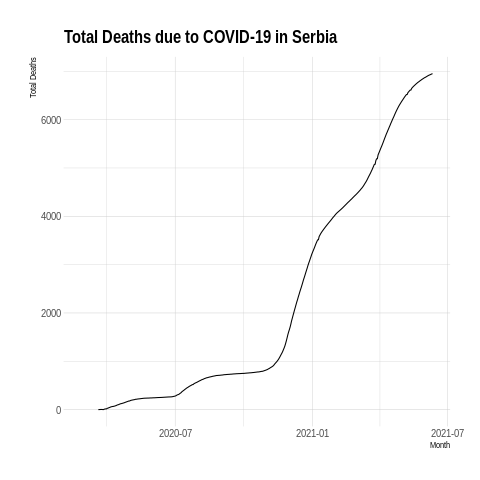 Total Deaths due to COVID-19 in Serbia
Total Deaths
6000
4000
2000
0
2020-07
2021-01
2021-07
Month